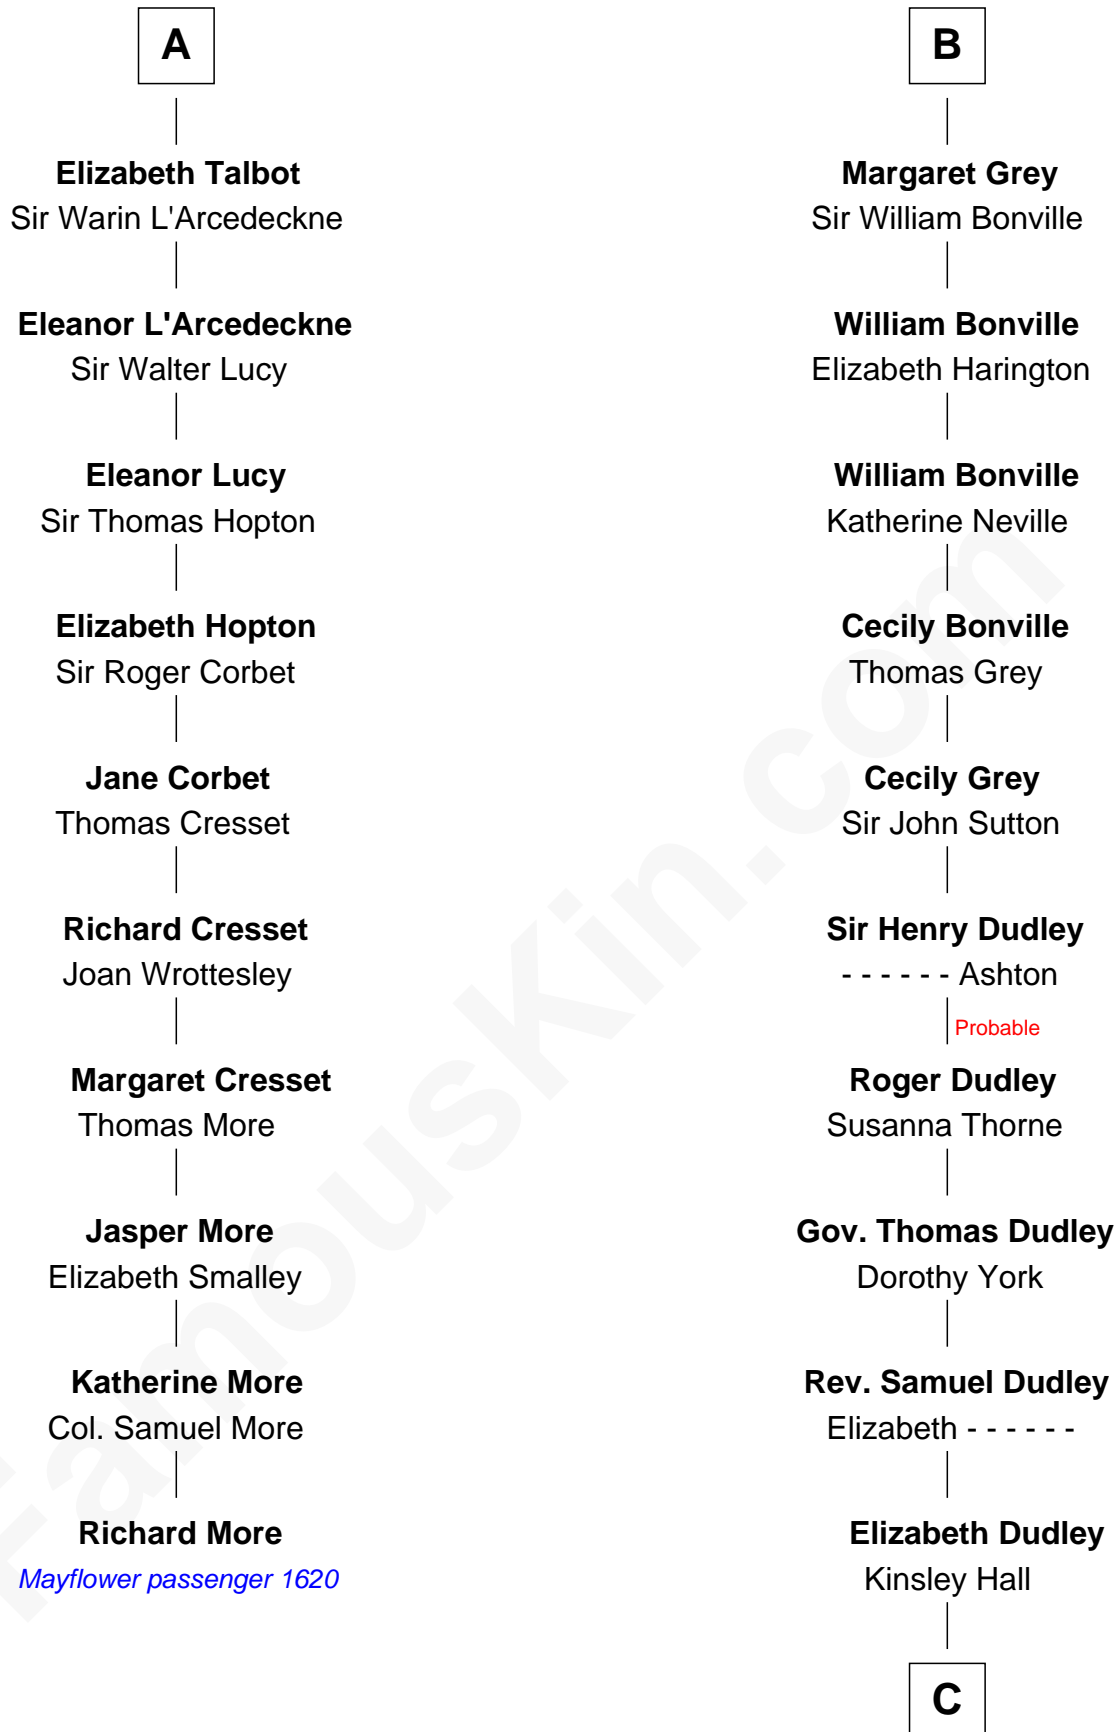 A
Elizabeth Talbot
Sir Warin L'Arcedeckne
Eleanor L'Arcedeckne
Sir Walter Lucy
Eleanor Lucy
Sir Thomas Hopton
Elizabeth Hopton
Sir Roger Corbet
Jane Corbet
Thomas Cresset
Richard Cresset
Joan Wrottesley
Margaret Cresset
Thomas More
Jasper More
Elizabeth Smalley
Katherine More
Col. Samuel More
Richard More
Mayflower passenger 1620
B
Margaret Grey
Sir William Bonville
William Bonville
Elizabeth Harington
William Bonville
Katherine Neville
Cecily Bonville
Thomas Grey
Cecily Grey
Sir John Sutton
Sir Henry Dudley
- - - - - - Ashton
Probable
Roger Dudley
Susanna Thorne
Gov. Thomas Dudley
Dorothy York
Rev. Samuel Dudley
Elizabeth - - - - - -
Elizabeth Dudley
Kinsley Hall
C
FamousKin.com